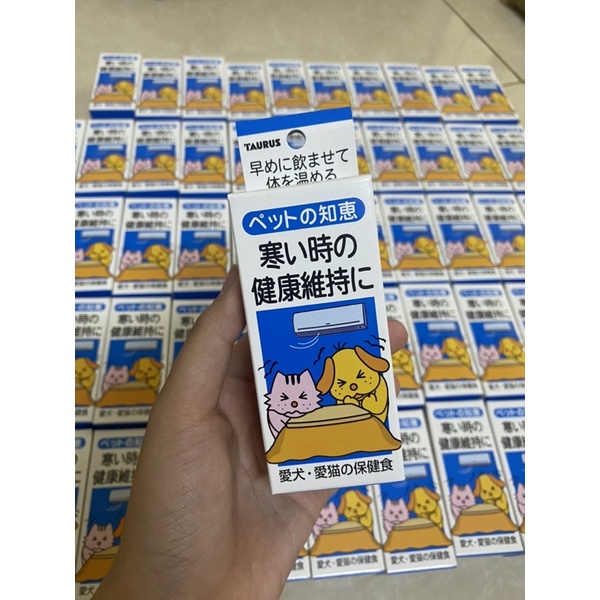 TAURUS
早めに飲ませて
体を温める
ペットの知恵
寒い時の
健康維持に
愛犬・愛猫の保健食